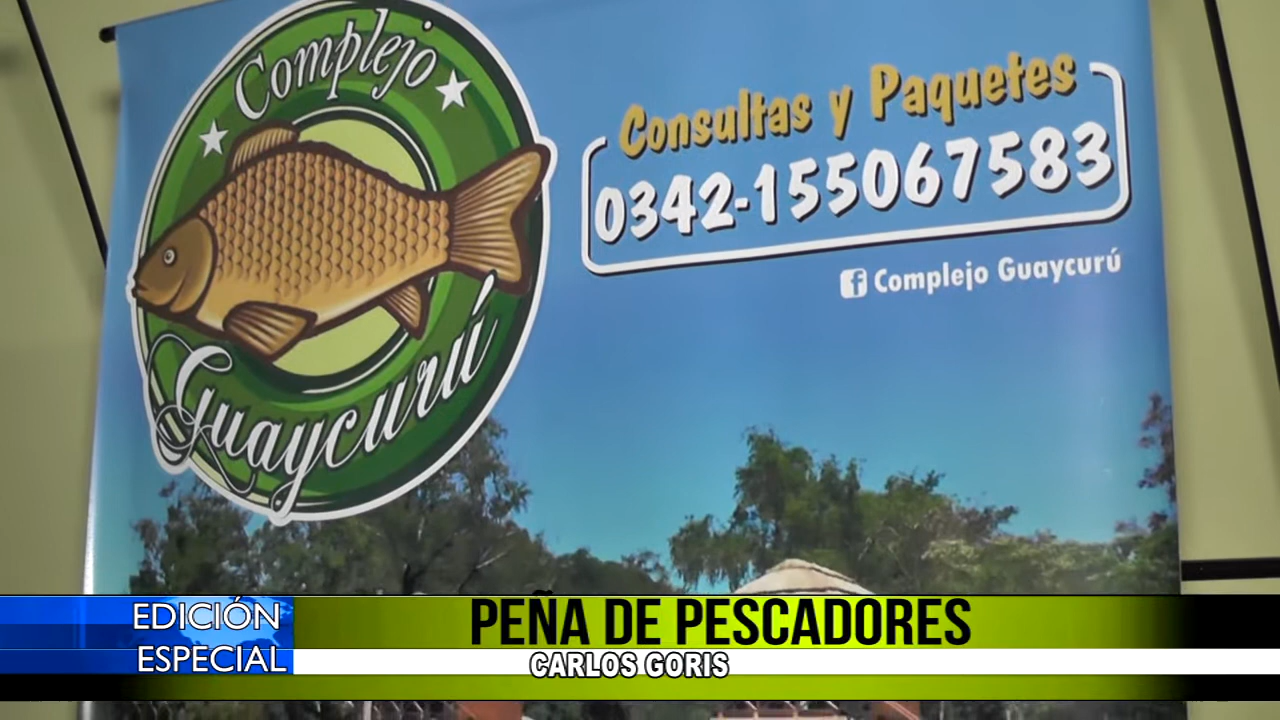 Complejo
Guaycurú
Consultas y Paquetes
0342-155067583
f Complejo Guaycurú
EDICIÓN
ESPECIAL
PEÑA DE PESCADORES
CARLOS GORIS